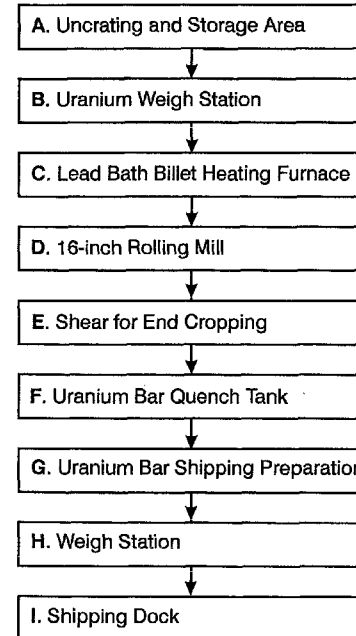 A. Uncrating and Storage Area
B. Uranium Weigh Station
C. Lead Bath Billet Heating Furnace
D. 16-inch Rolling Mill
E. Shear for End Cropping
F. Uranium Bar Quench Tank
G. Uranium Bar Shipping Preparation
H. Weigh Station
I. Shipping Dock